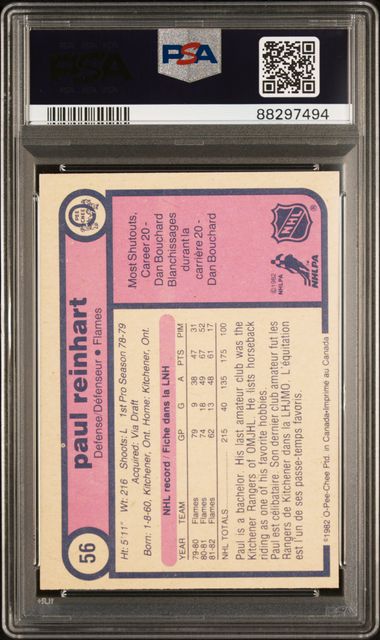 PSA
PSA
88297494
56
paul reinhart
Defense/Défenseur • Flames
O-PEE-CHEE
Ht: 5'11" Wt: 216 Shoots: L 1st Pro Season 78-79
Acquired: Via Draft
Born: 1-8-60, Kitchener, Ont. Home: Kitchener, Ont.
NHL record / Fiche dans la LNH
YEAR TEAM GP G A PTS PIM
79-80 Flames 79 9 38 47 31
80-81 Flames 74 18 49 67 52
81-82 Flames 62 13 48 61 17
NHL TOTALS 215 40 135 175 100
Paul is a bachelor. His last amateur club was the
Kitchener Rangers of OMJHL. He lists horseback
riding as one of his favorite hobbies.
Paul est célibataire. Son dernier club amateur fut les
Rangers de Kitchener dans la LHJMO. L'équitation
est l'un de ses passe-temps favoris.
Most Shutouts,
Career 20 -
Dan Bouchard
Blanchissages
durant la
carrière 20 -
Dan Bouchard
©1982
NHLPA
NHLPA
NHL
®
©1982 O-Pee-Chee Ptd. in Canada-Imprimé au Canada